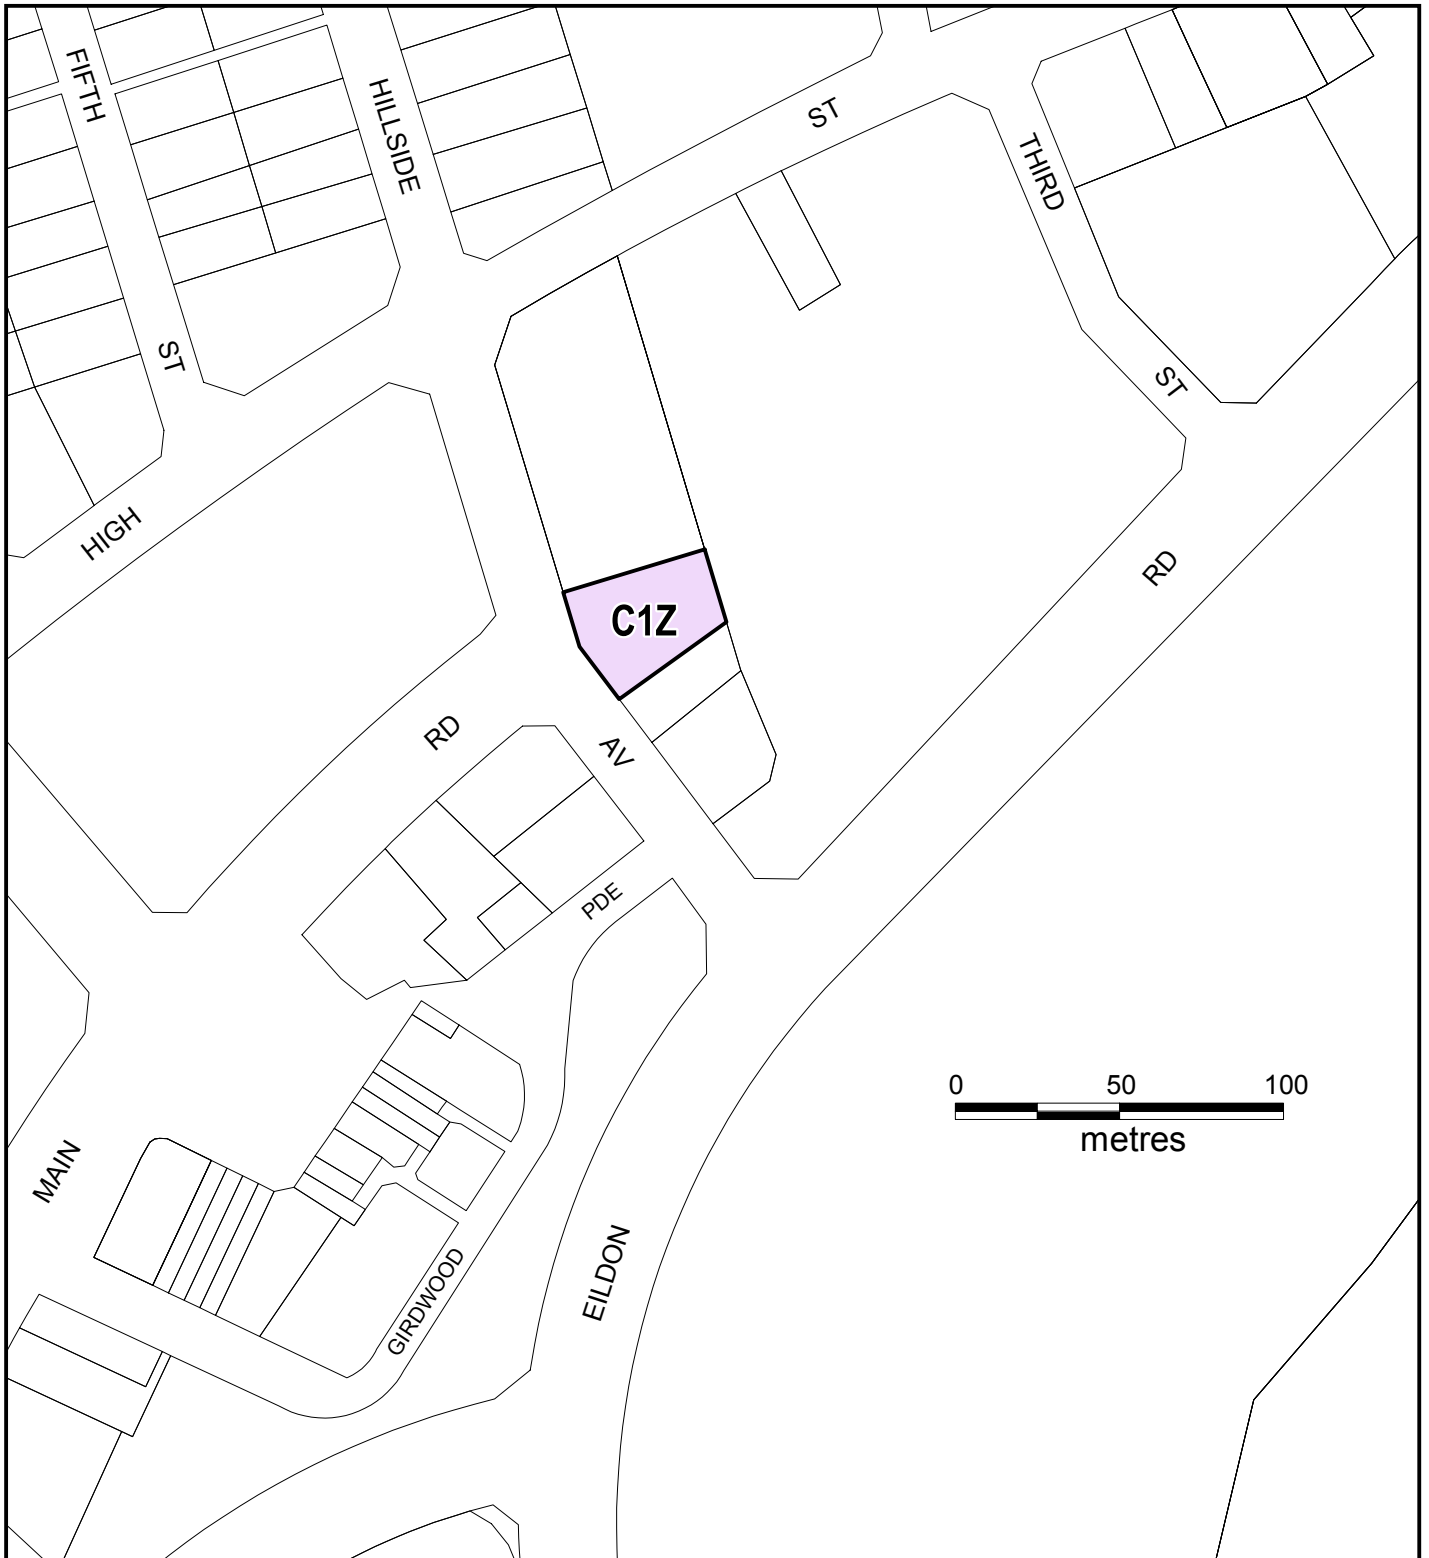 FIFTH
HILLSIDE
ST
THIRD
ST
ST
HIGH
RD
C1Z
RD
AV
PDE
0 50 100
metres
MAIN
EILDON
GIRDWOOD